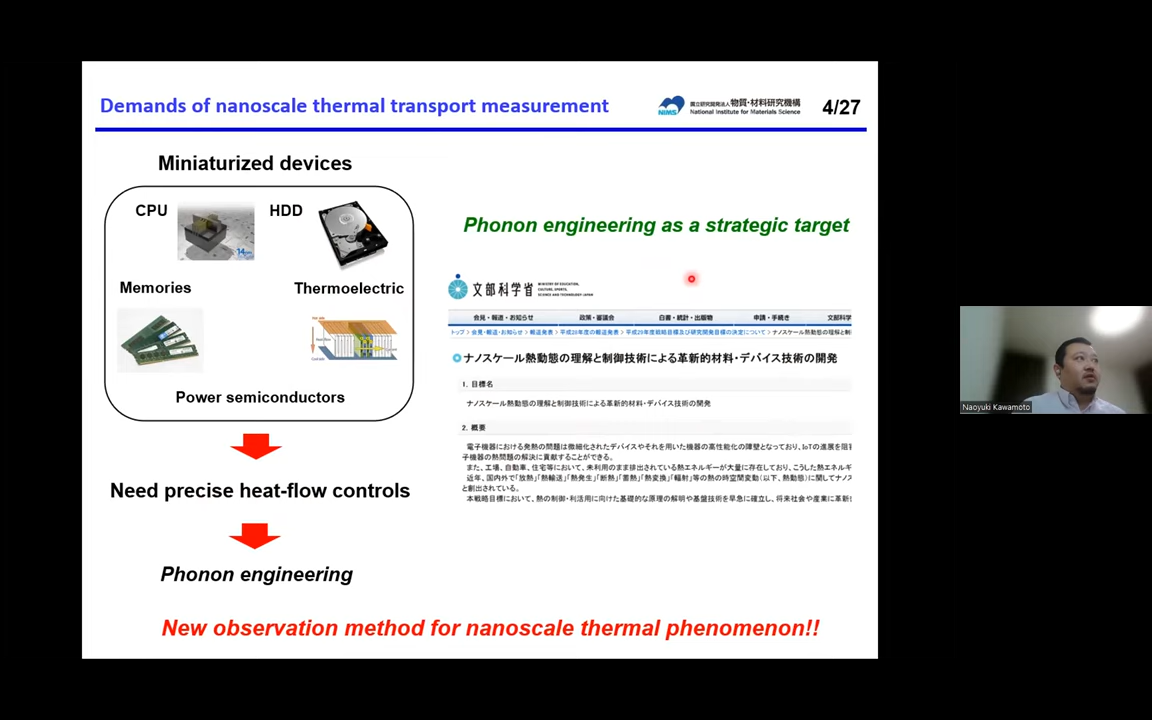 Demands of nanoscale thermal transport measurement
NIMS
国立研究開発法人 物質・材料研究機構
National Institute for Materials Science
4/27
Miniaturized devices
CPU
14
HDD
Memories
Thermoelectric
Power semiconductors
Need precise heat-flow controls
Phonon engineering
Phonon engineering as a strategic target
文部科学省
MINISTRY OF EDUCATION,
CULTURE, SPORTS,
SCIENCE AND TECHNOLOGY-JAPAN
会見・報道・お知らせ 政策・審議会 白書・統計・出版物 申請・手続き 文部科学
トップ > 会見・報道・お知らせ > 報道発表 > 平成28年度の報道発表 > 平成29年度戦略目標及び研究開発目標の決定について > ナノスケール熱動態の理解と制
ナノスケール熱動態の理解と制御技術による革新的材料・デバイス技術の開発
1. 目標名
ナノスケール熱動態の理解と制御技術による革新的材料・デバイス技術の開発
2. 概要
電子機器における発熱の問題は微細化されたデバイスやそれを用いた機器の高性能化の障壁となっており、IoTの進展を阻
子機器の熱問題の解決に貢献することができる。
また、工場、自動車、住宅等において、未利用のまま排出されている熱エネルギーが大量に存在しており、こうした熱エネルギ
近年、国内外で「放熱」「熱輸送」「熱発生」「断熱」「蓄熱」「熱変換」「輻射」等の熱の時空間変動(以下、熱動態)に関してナノス
と創出されている。
本戦略目標において、熱の制御・利活用に向けた基礎的な原理の解明や基盤技術を早急に確立し、将来社会や産業に革新
New observation method for nanoscale thermal phenomenon!!
Naoyuki Kawamoto